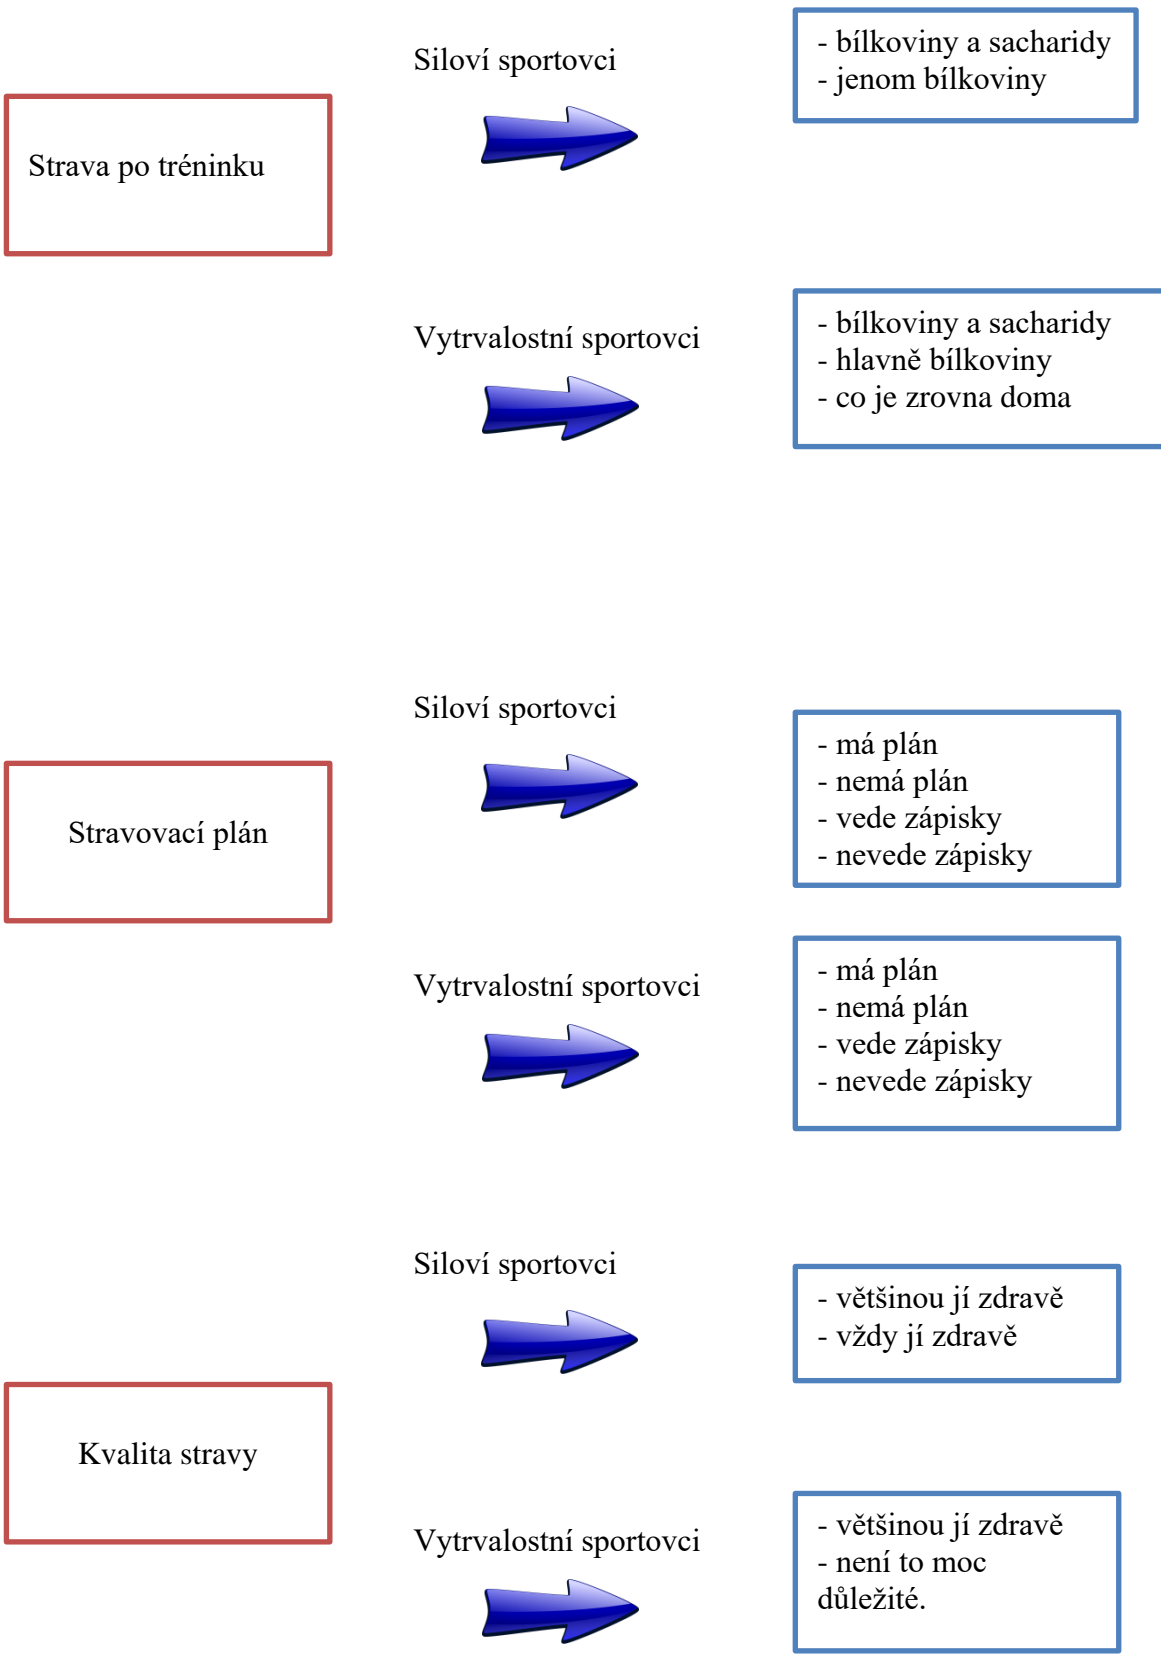 Siloví sportovci
- bílkoviny a sacharidy
- jenom bílkoviny
Strava po tréninku
Vytrvalostní sportovci
- bílkoviny a sacharidy
- hlavně bílkoviny
- co je zrovna doma
Siloví sportovci
- má plán
- nemá plán
- vede zápisky
- nevede zápisky
Stravovací plán
Vytrvalostní sportovci
- má plán
- nemá plán
- vede zápisky
- nevede zápisky
Siloví sportovci
- většinou jí zdravě
- vždy jí zdravě
Kvalita stravy
Vytrvalostní sportovci
- většinou jí zdravě
- není to moc
důležité.